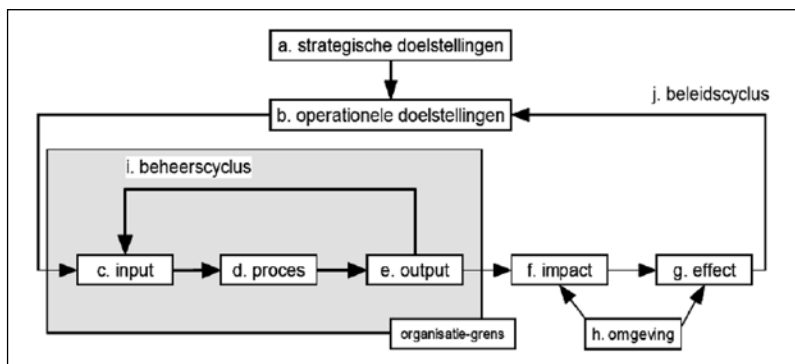 a. strategische doelstellingen
j. beleidscyclus
b. operationele doelstellingen
i. beheerscyclus
c. input
d. proces
e. output
f. impact
g. effect
organisatie-grens
h. omgeving